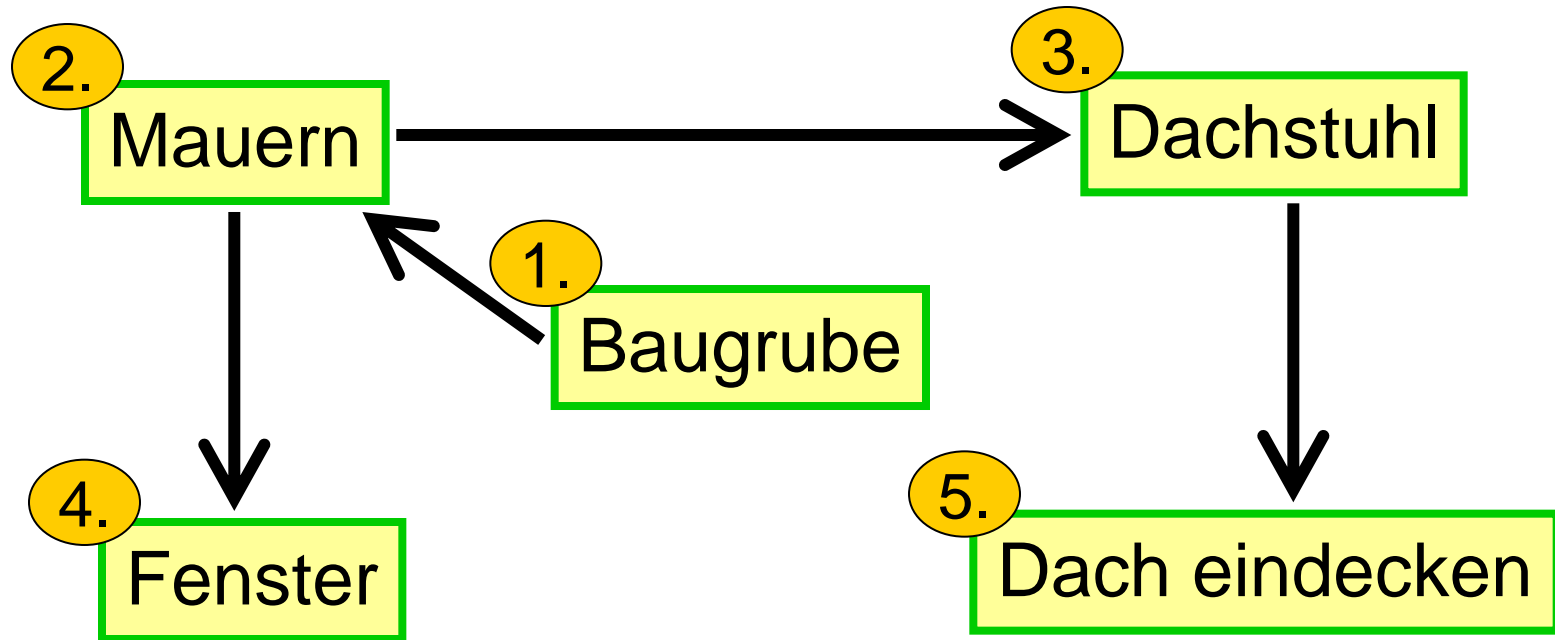 2.
Mauern
3.
Dachstuhl
1.
Baugrube
4.
Fenster
5.
Dach eindecken